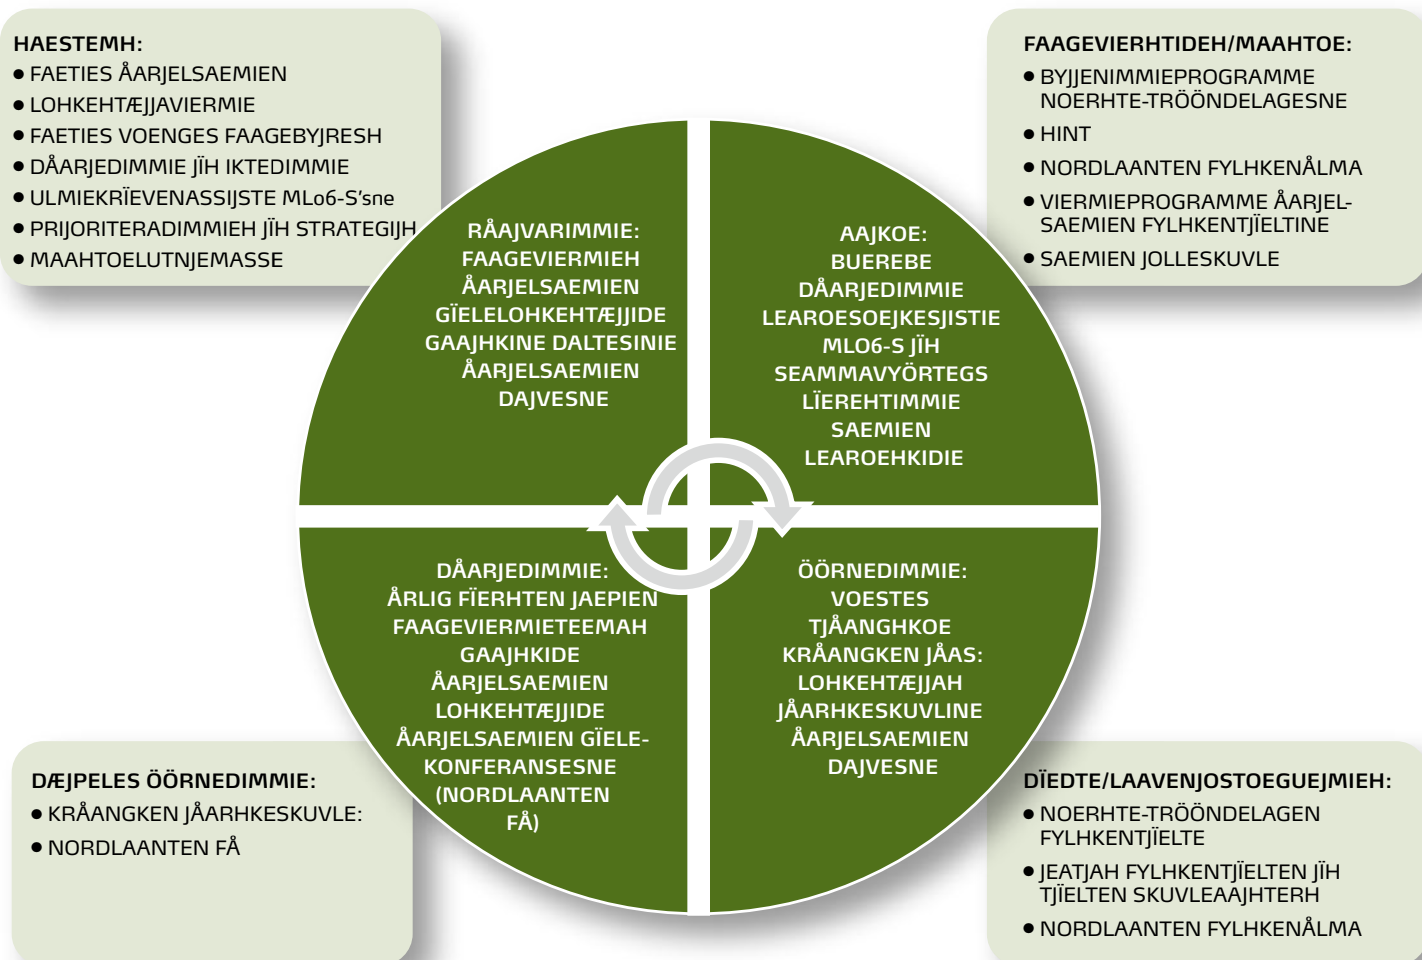 HAESTEMH:
• FAETIES ÅARJELSAEMIEN
• LOHKEHTÆJJAVIERMIE
• FAETIES VOENGES FAAGEBYJRESH
• DÅARJEDIMMIE JÏH IKTEDIMMIE
• ULMIEKRÏEVENASSIJSTE MLo6-S'sne
• PRIJORITERADIMMIEH JÏH STRATEGIJH
• MAAHTOELUTNJEMASSE
FAAGEVIERHTIDEH/MAAHTOE:
• BYJJENIMMIEPROGRAMME
NOERHTE-TRÖÖNDELAGESNE
• HINT
• NORDLAANTEN FYLHKENÅLMA
• VIERMIEPROGRAMME ÅARJEL-
SAEMIEN FYLHKENTJÏELTINE
• SAEMIEN JOLLESKUVLE
RÅAJVARIMMIE:
FAAGEVIERMIEH
ÅARJELSAEMIEN
GÏELELOHKEHTÆJJIDE
GAAJHKINE DALTESINIE
ÅARJELSAEMIEN
DAJVESNE
AAJKOE:
BUEREBE
DÅARJEDIMMIE
LEAROESOEJKESJISTIE
MLO6-S JÏH
SEAMMAVYÖRTEGS
LÏEREHTIMMIE
SAEMIEN
LEAROEHKIDIE
DÅARJEDIMMIE:
ÅRLIG FÏERHTEN JAEPIEN
FAAGEVIERMIETEEMAH
GAAJHKIDE
ÅARJELSAEMIEN
LOHKEHTÆJJIDE
ÅARJELSAEMIEN GÏELE-
KONFERANSESNE
(NORDLAANTEN
FÅ)
ÖÖRNEDIMMIE:
VOESTES
TJÅANGHKOE
KRÅANGKEN JÅAS:
LOHKEHTÆJJAH
JÅARHKESKUVLINE
ÅARJELSAEMIEN
DAJVESNE
DÆJPELES ÖÖRNEDIMMIE:
• KRÅANGKEN JÅARHKESKUVLE:
• NORDLAANTEN FÅ
DÏEDTE/LAAVENJOSTOEGUEJMIEH:
• NOERHTE-TRÖÖNDELAGEN
FYLHKENTJÏELTE
• JEATJAH FYLHKENTJÏELTEN JÏH
TJÏELTEN SKUVLEAAJHTERH
• NORDLAANTEN FYLHKENÅLMA